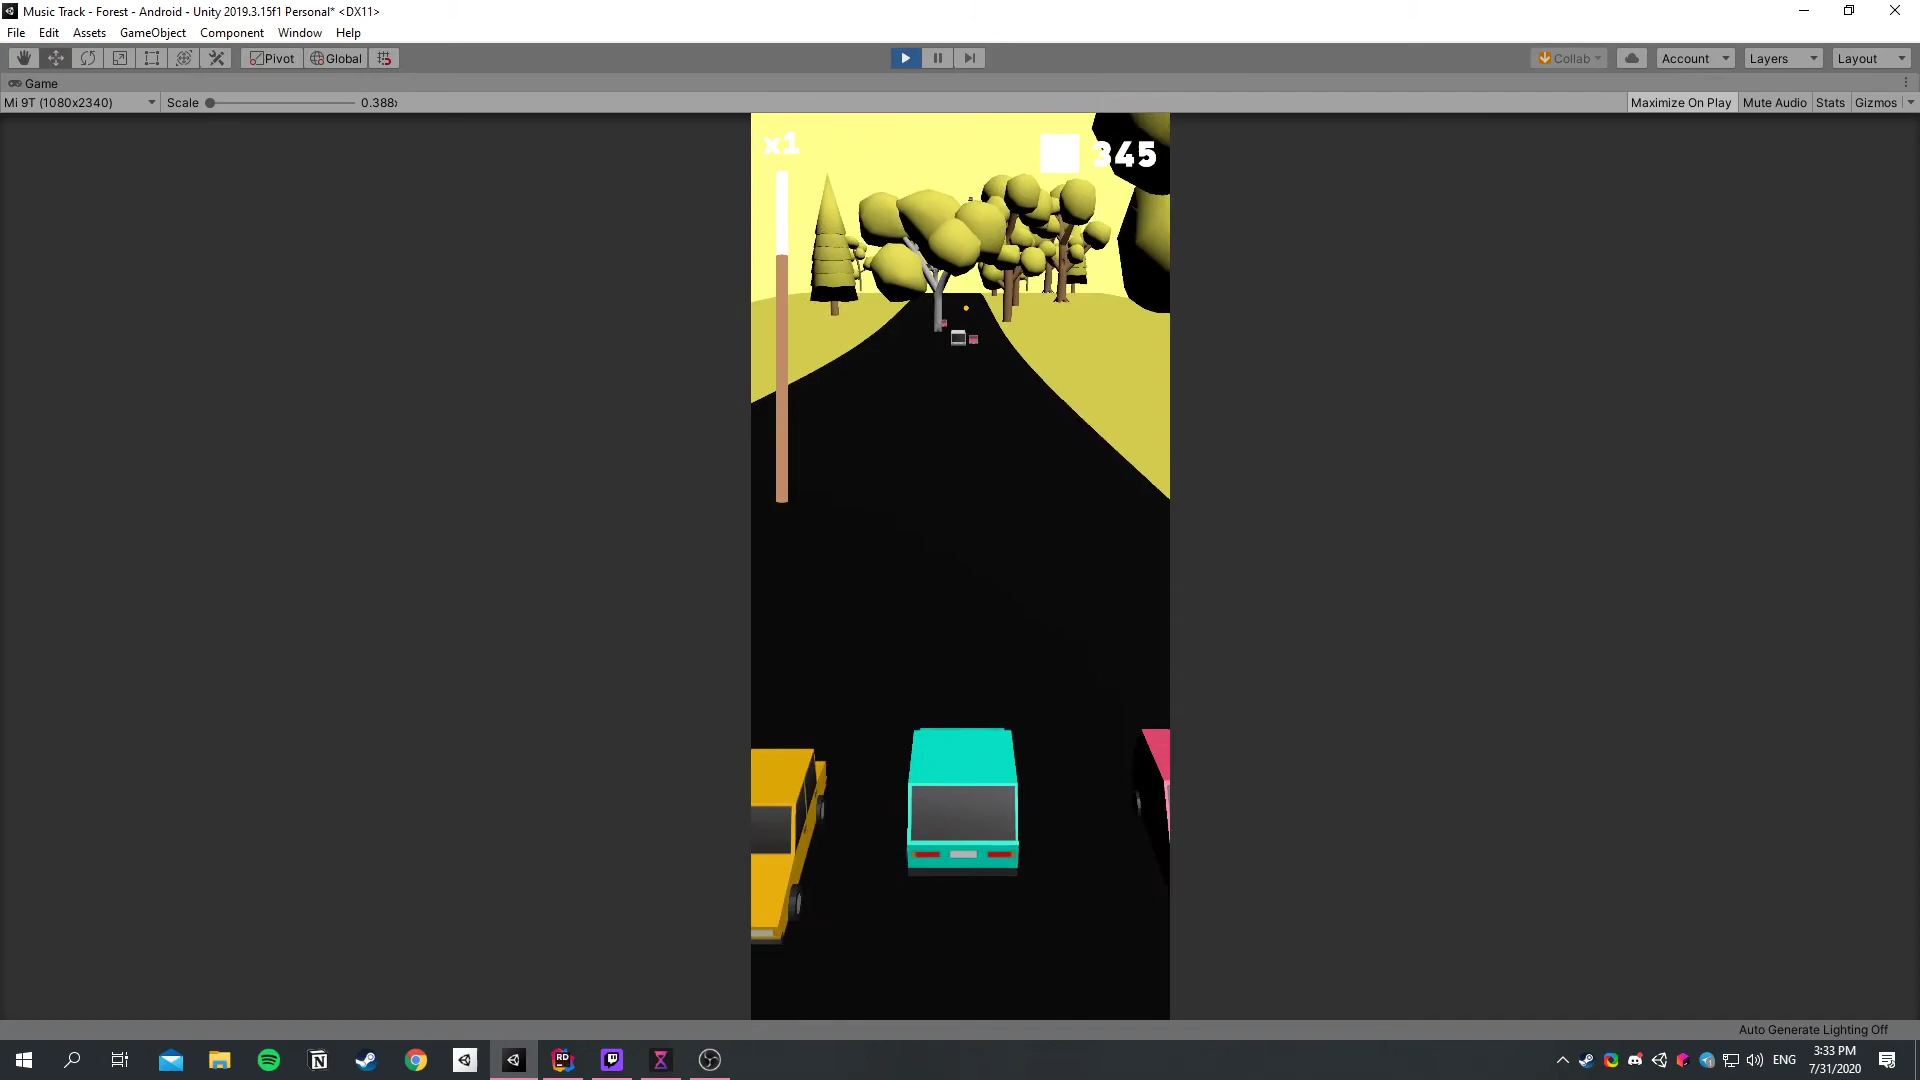 Music Track - Forest - Android - Unity 2019.3.15f1 Personal* <DX11>
File Edit Assets GameObject Component Window Help
Pivot Global Collab Account Layers Layout
Game
Mi 9T (1080x2340) Scale 0.388x Maximize On Play Mute Audio Stats Gizmos
x1 345
Auto Generate Lighting Off
N RD ENG 3:33 PM
7/31/2020